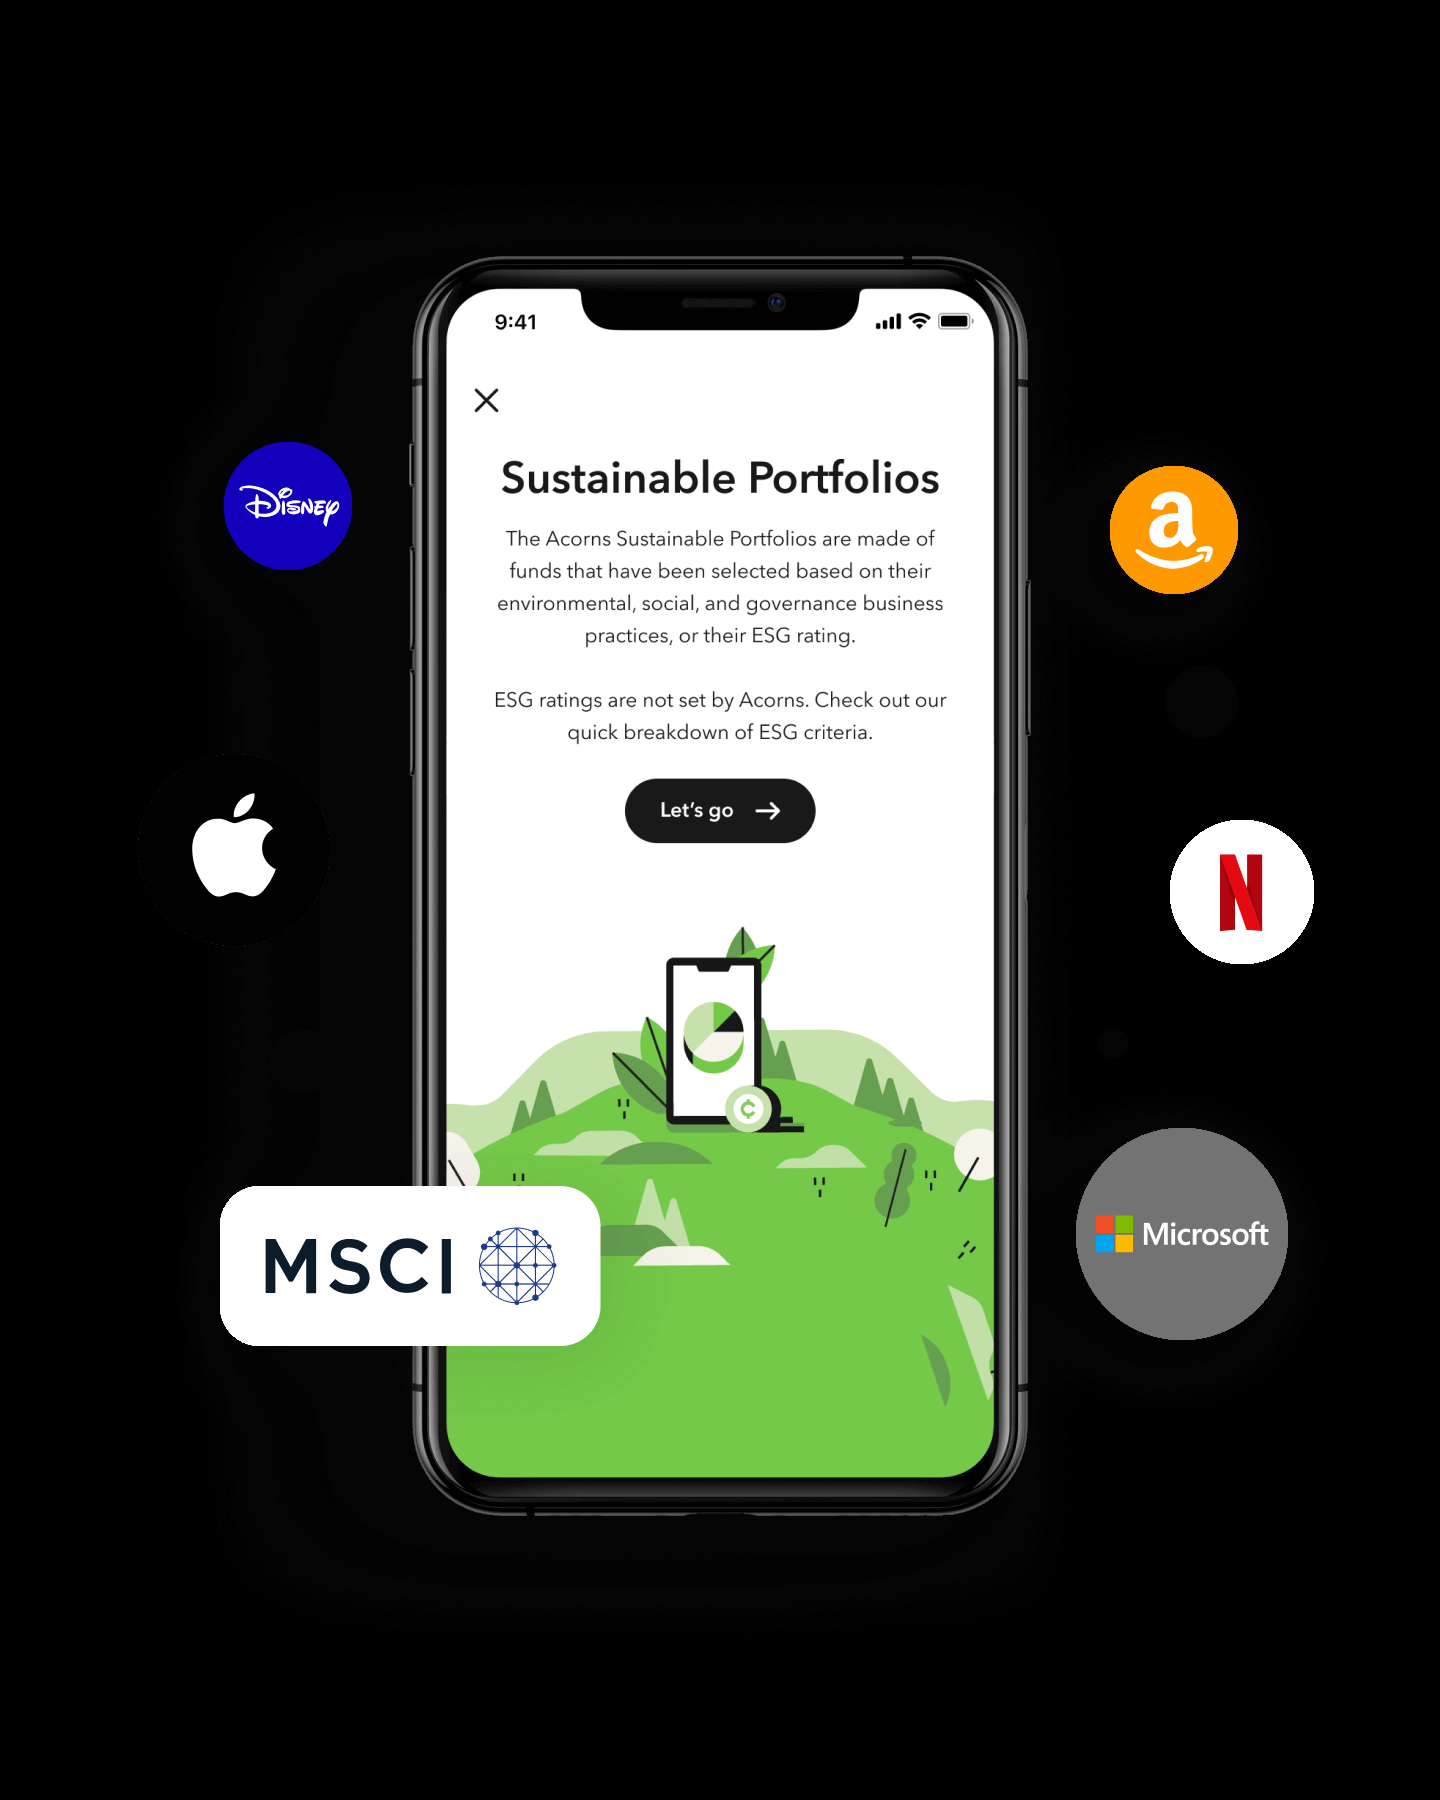 9:41
Sustainable Portfolios
The Acorns Sustainable Portfolios are made of
funds that have been selected based on their
environmental, social, and governance business
practices, or their ESG rating.
ESG ratings are not set by Acorns. Check out our
quick breakdown of ESG criteria.
Let's go
Disney
a
N
MSCI
Microsoft
¢